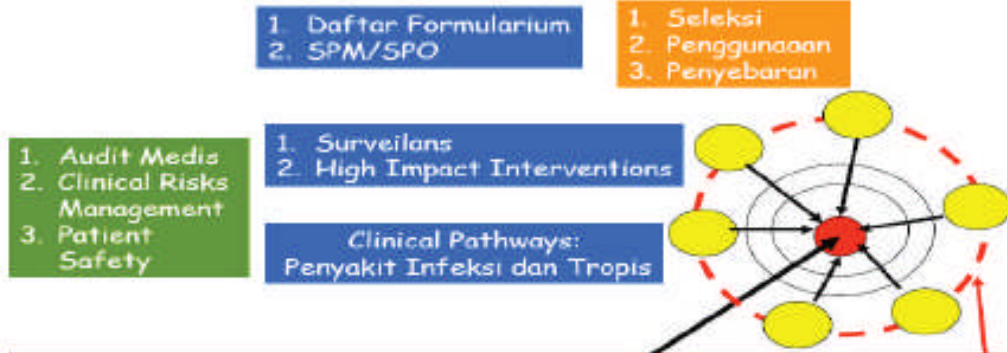 1. Daftar Formularium
2. SPM/SPO
1. Seleksi
2. Penggunaaan
3. Penyebaran
1. Audit Medis
2. Clinical Risks
Management
3. Patient
Safety
1. Surveilans
2. High Impact Interventions
Clinical Pathways:
Penyakit Infeksi dan Tropis